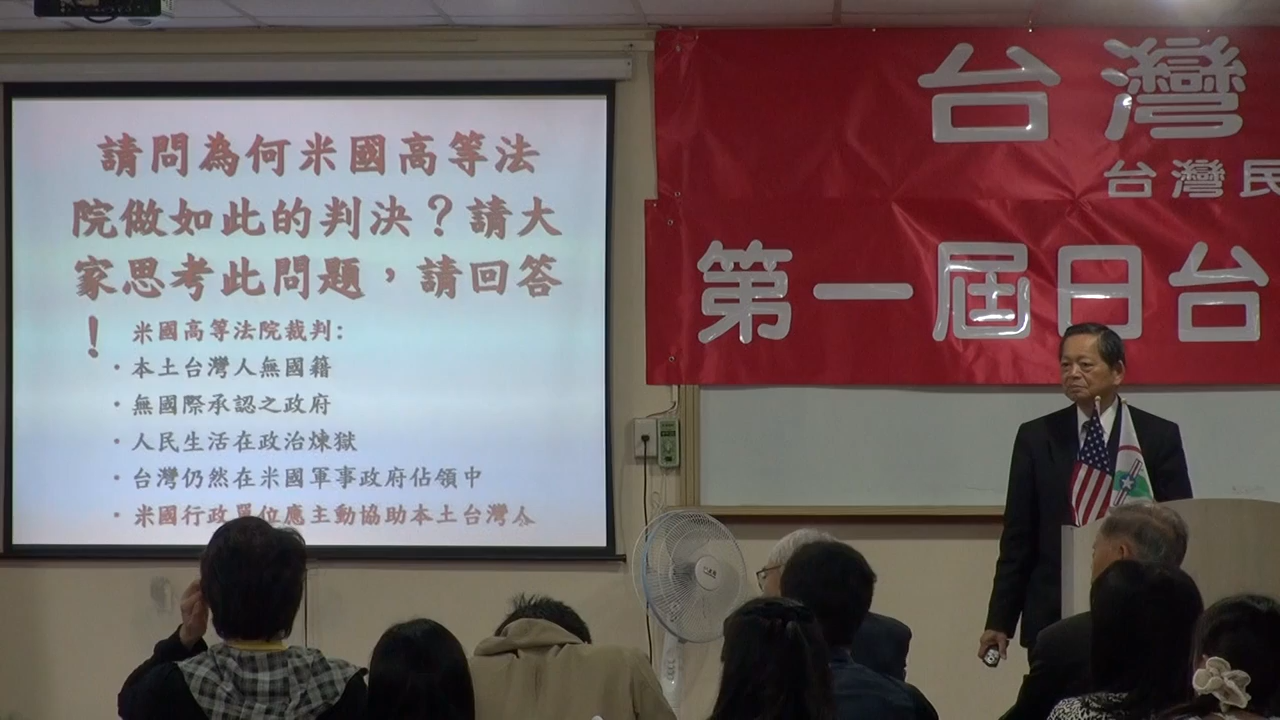 請問為何米國高等法
院做如此的判決？請大
家思考此問題，請回答
！
米國高等法院裁判:
・本土台灣人無國籍
・無國際承認之政府
・人民生活在政治煉獄
・台灣仍然在米國軍事政府佔領中
・米國行政單位應主動協助本土台灣人
台灣
台灣民
第一屆日台